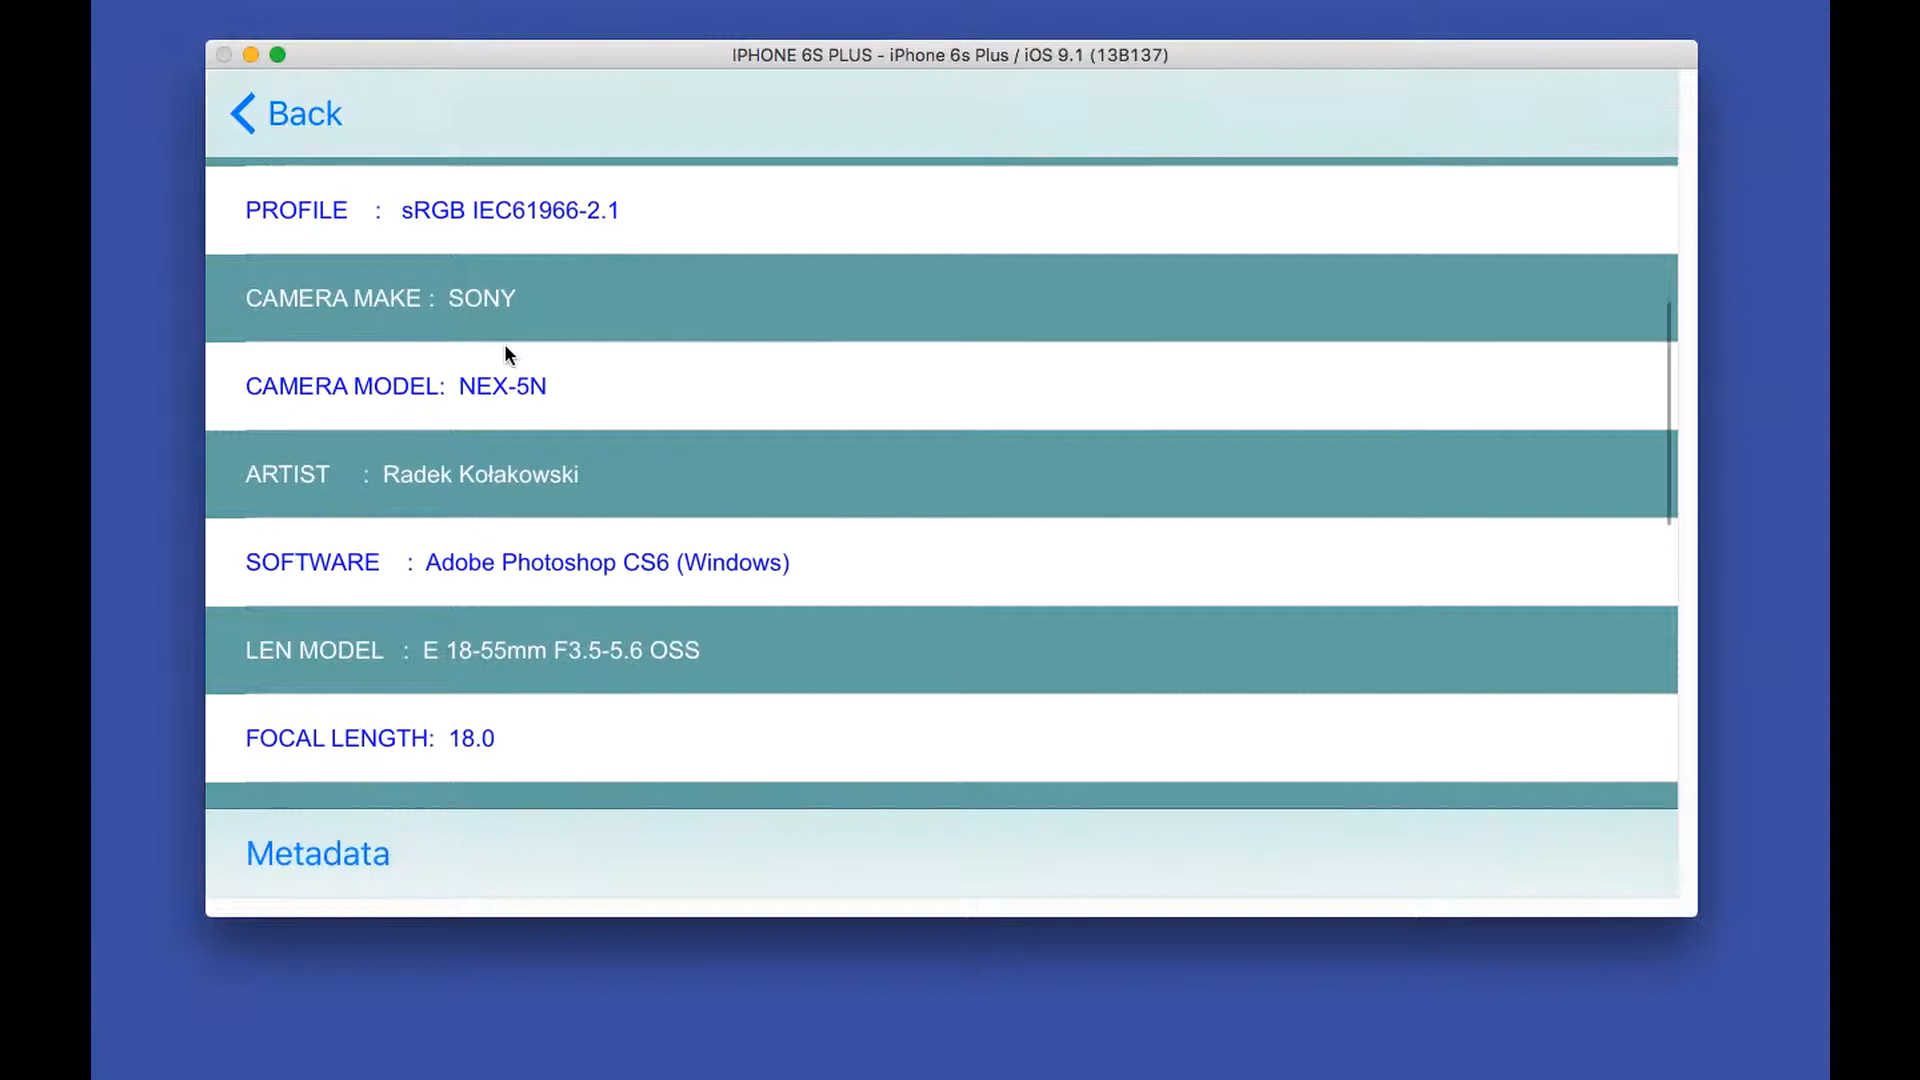 IPHONE 6S PLUS - iPhone 6s Plus / iOS 9.1 (13B137)
Back
PROFILE : sRGB IEC61966-2.1
CAMERA MAKE : SONY
CAMERA MODEL: NEX-5N
ARTIST : Radek Kołakowski
SOFTWARE : Adobe Photoshop CS6 (Windows)
LEN MODEL : E 18-55mm F3.5-5.6 OSS
FOCAL LENGTH: 18.0
Metadata